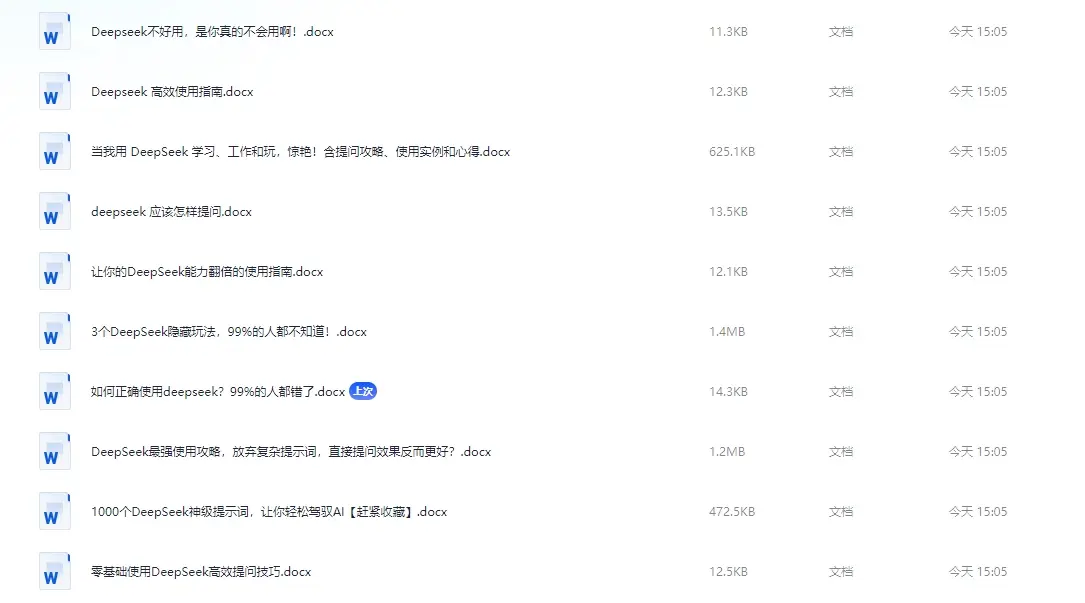 Deepseek不好用，是你真的不会用啊！.docx 11.3KB 文档 今天 15:05
Deepseek 高效使用指南.docx 12.3KB 文档 今天 15:05
当我用 DeepSeek 学习、工作和玩，惊艳！含提问攻略、使用实例和心得.docx 625.1KB 文档 今天 15:05
deepseek 应该怎样提问.docx 13.5KB 文档 今天 15:05
让你的DeepSeek能力翻倍的使用指南.docx 12.1KB 文档 今天 15:05
3个DeepSeek隐藏玩法，99%的人都不知道！.docx 1.4MB 文档 今天 15:05
如何正确使用deepseek？99%的人都错了.docx 上次 14.3KB 文档 今天 15:05
DeepSeek最强使用攻略，放弃复杂提示词，直接提问效果反而更好？.docx 1.2MB 文档 今天 15:05
1000个DeepSeek神级提示词，让你轻松驾驭AI【赶紧收藏】.docx 472.5KB 文档 今天 15:05
零基础使用DeepSeek高效提问技巧.docx 12.5KB 文档 今天 15:05